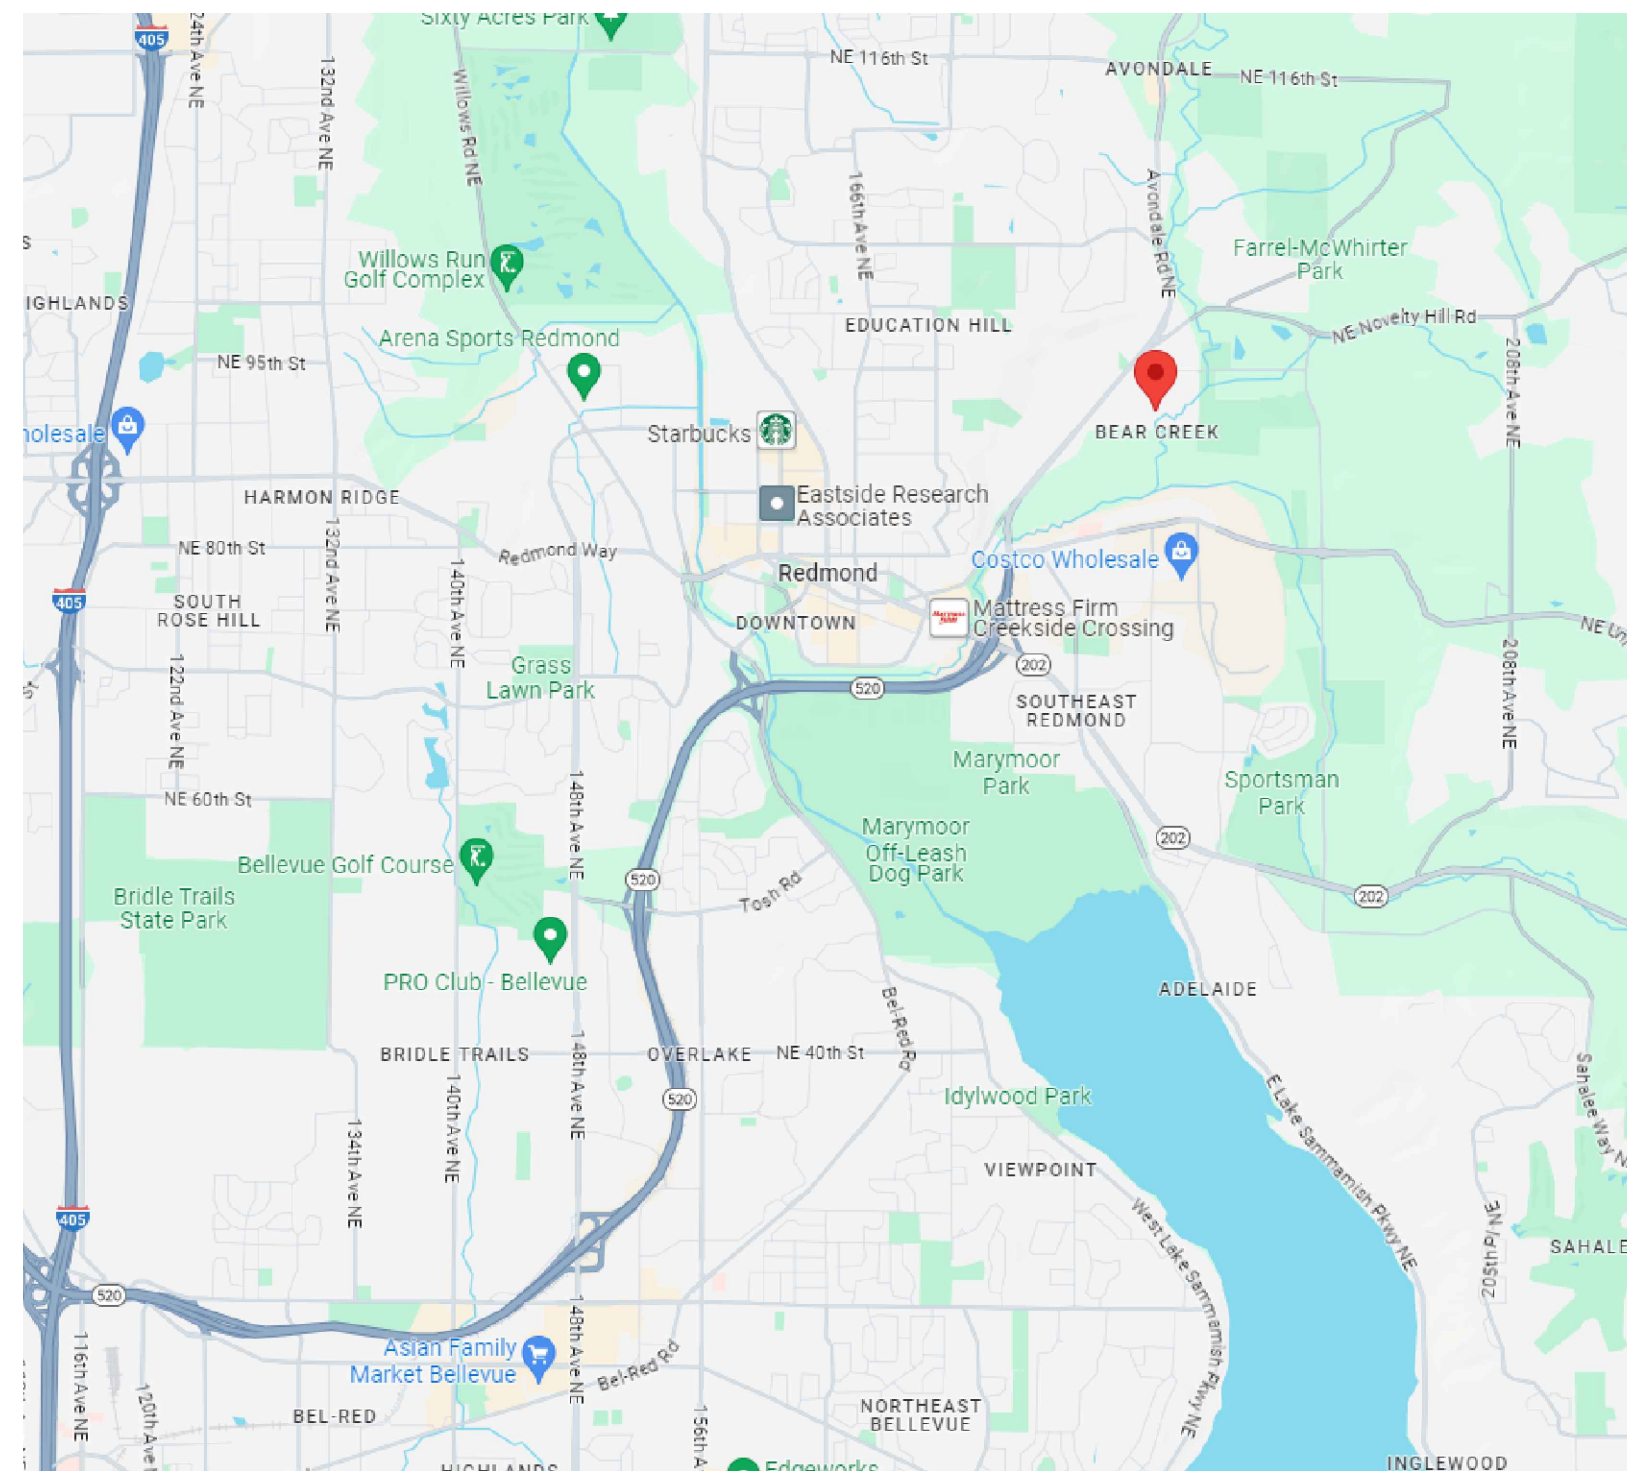 Sixty Acres Park
405
24th Ave NE
132nd Ave NE
Willows Rd NE
NE 116th St
AVONDALE
NE 116th St
166th Ave NE
Avondale Rd NE
Willows Run
Golf Complex
Farrel-McWhirter
Park
IGHLANDS
EDUCATION HILL
NE Novelty Hill Rd
Arena Sports Redmond
NE 95th St
208th Ave NE
holesale
Starbucks
BEAR CREEK
HARMON RIDGE
Eastside Research
Associates
132nd Ave NE
NE 80th St
Redmond Way
Costco Wholesale
140th Ave NE
Redmond
405
SOUTH
ROSE HILL
DOWNTOWN
Mattress Firm
Mattress Firm
Creekside Crossing
NE Un
122nd Ave NE
Grass
Lawn Park
202
520
208th Ave NE
SOUTHEAST
REDMOND
Marymoor
Park
Sportsman
Park
NE 60th St
148th Ave NE
Marymoor
Off-Leash
Dog Park
202
Bellevue Golf Course
520
Tosh Rd
202
Bridle Trails
State Park
PRO Club - Bellevue
ADELAIDE
Bel-Red Rd
BRIDLE TRAILS
148th Ave NE
OVERLAKE
NE 40th St
140th Ave NE
520
Idylwood Park
E Lake Sammamish Pkwy NE
Sahalee Way N
134th Ave NE
VIEWPOINT
405
West Lake Sammamish Pkwy NE
205th Pl NE
SAHALE
520
116th Ave NE
148th Ave NE
Asian Family
Market Bellevue
Bel-Red Rd
120th Ave
BEL-RED
156th A
NORTHEAST
BELLEVUE
HIGHLANDS
Edgeworks
INGLEWOOD